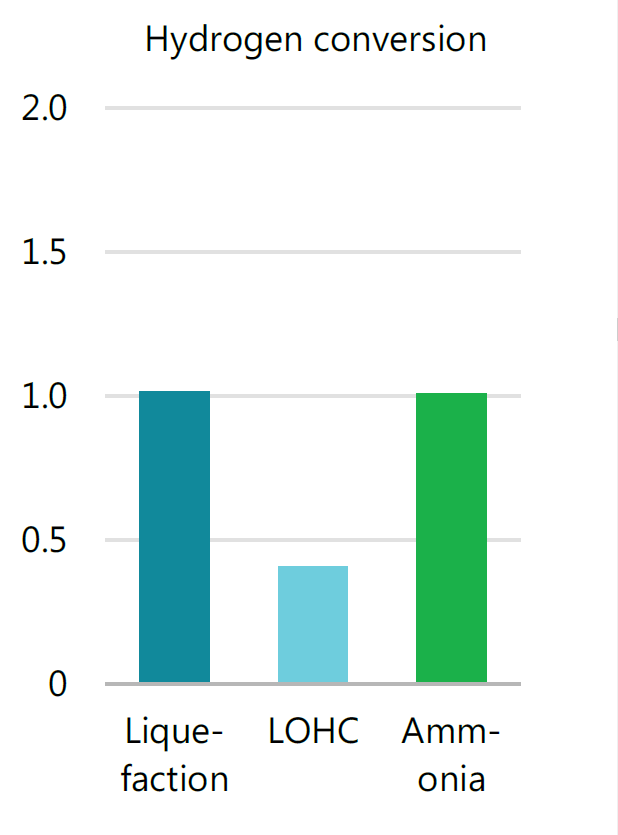 Hydrogen conversion
2.0
1.5
1.0
0.5
0
Lique-
faction
LOHC
Amm-
onia